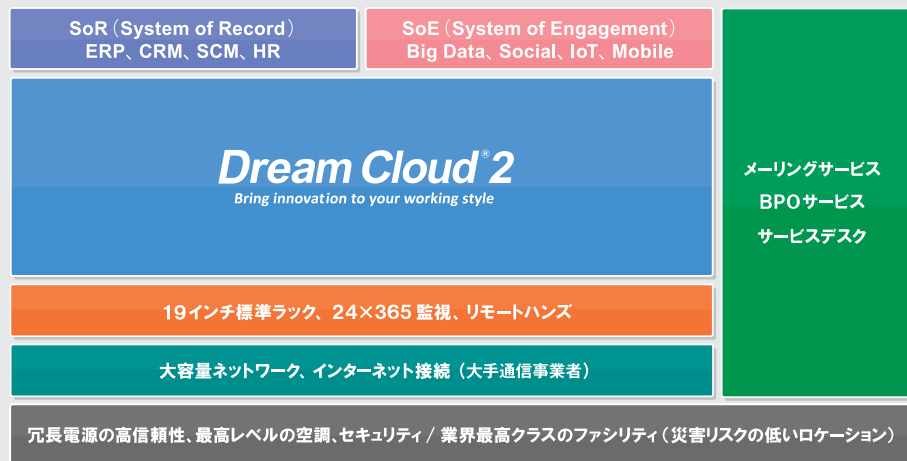 SoR（System of Record）
ERP、CRM、SCM、HR
SoE（System of Engagement）
Big Data、Social、IoT、Mobile
Dream Cloud®2
Bring innovation to your working style
メーリングサービス
BPOサービス
サービスデスク
19インチ標準ラック、24×365監視、リモートハンズ
大容量ネットワーク、インターネット接続（大手通信事業者）
冗長電源の高信頼性、最高レベルの空調、セキュリティ / 業界最高クラスのファシリティ（災害リスクの低いロケーション）